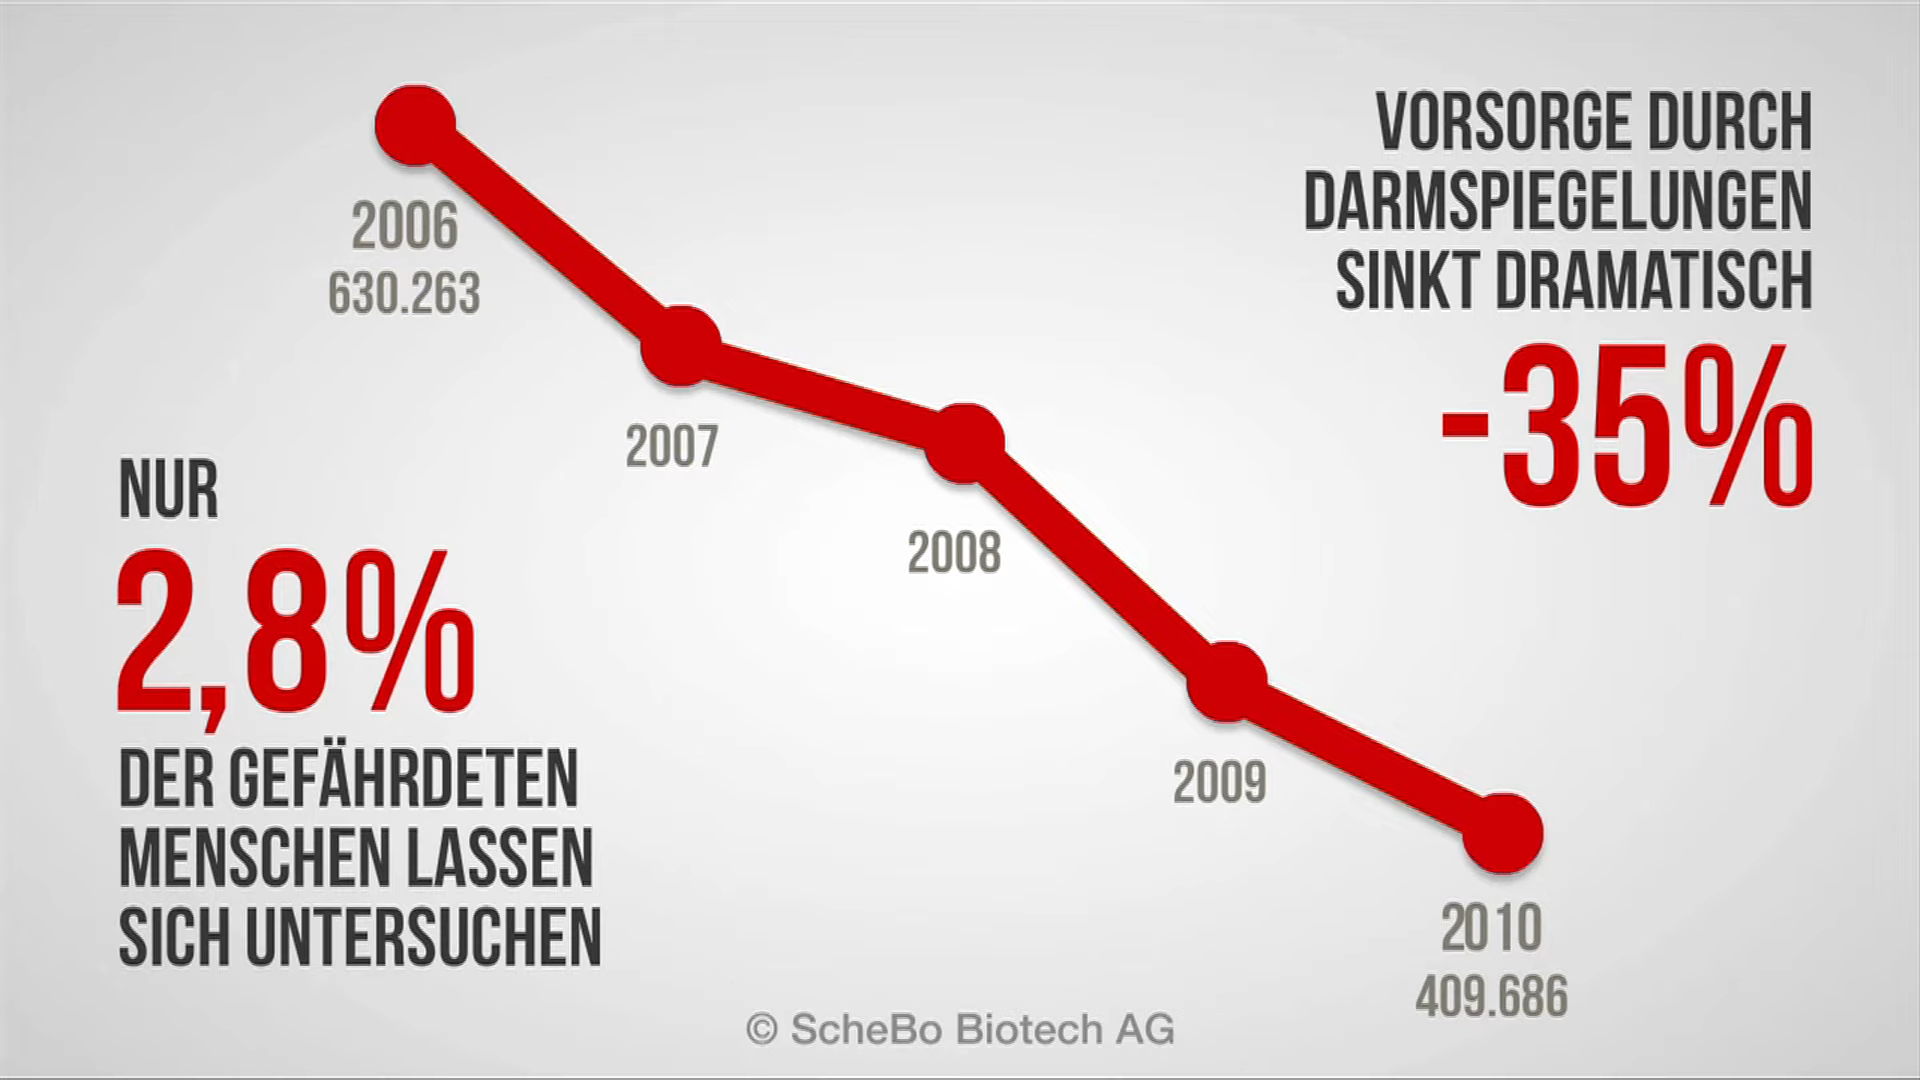 VORSORGE DURCH
DARMSPIEGELUNGEN
SINKT DRAMATISCH
-35%
2006
630.263
2007
2008
2009
2010
409.686
NUR
2,8%
DER GEFÄHRDETEN
MENSCHEN LASSEN
SICH UNTERSUCHEN
© ScheBo Biotech AG